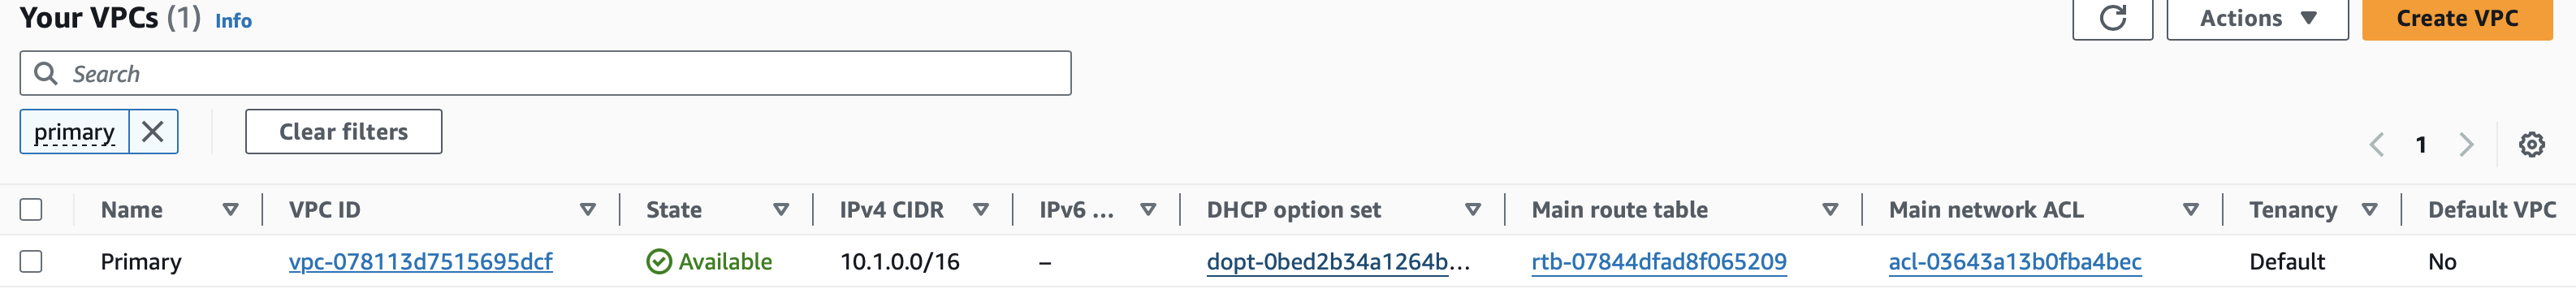 Your VPCs (1) Info
Actions
Create VPC
Search
primary
Clear filters
1
Name VPC ID State IPv4 CIDR IPv6 ... DHCP option set Main route table Main network ACL Tenancy Default VPC
Primary vpc-078113d7515695dcf Available 10.1.0.0/16 – dopt-0bed2b34a1264b... rtb-07844dfad8f065209 acl-03643a13b0fba4bec Default No